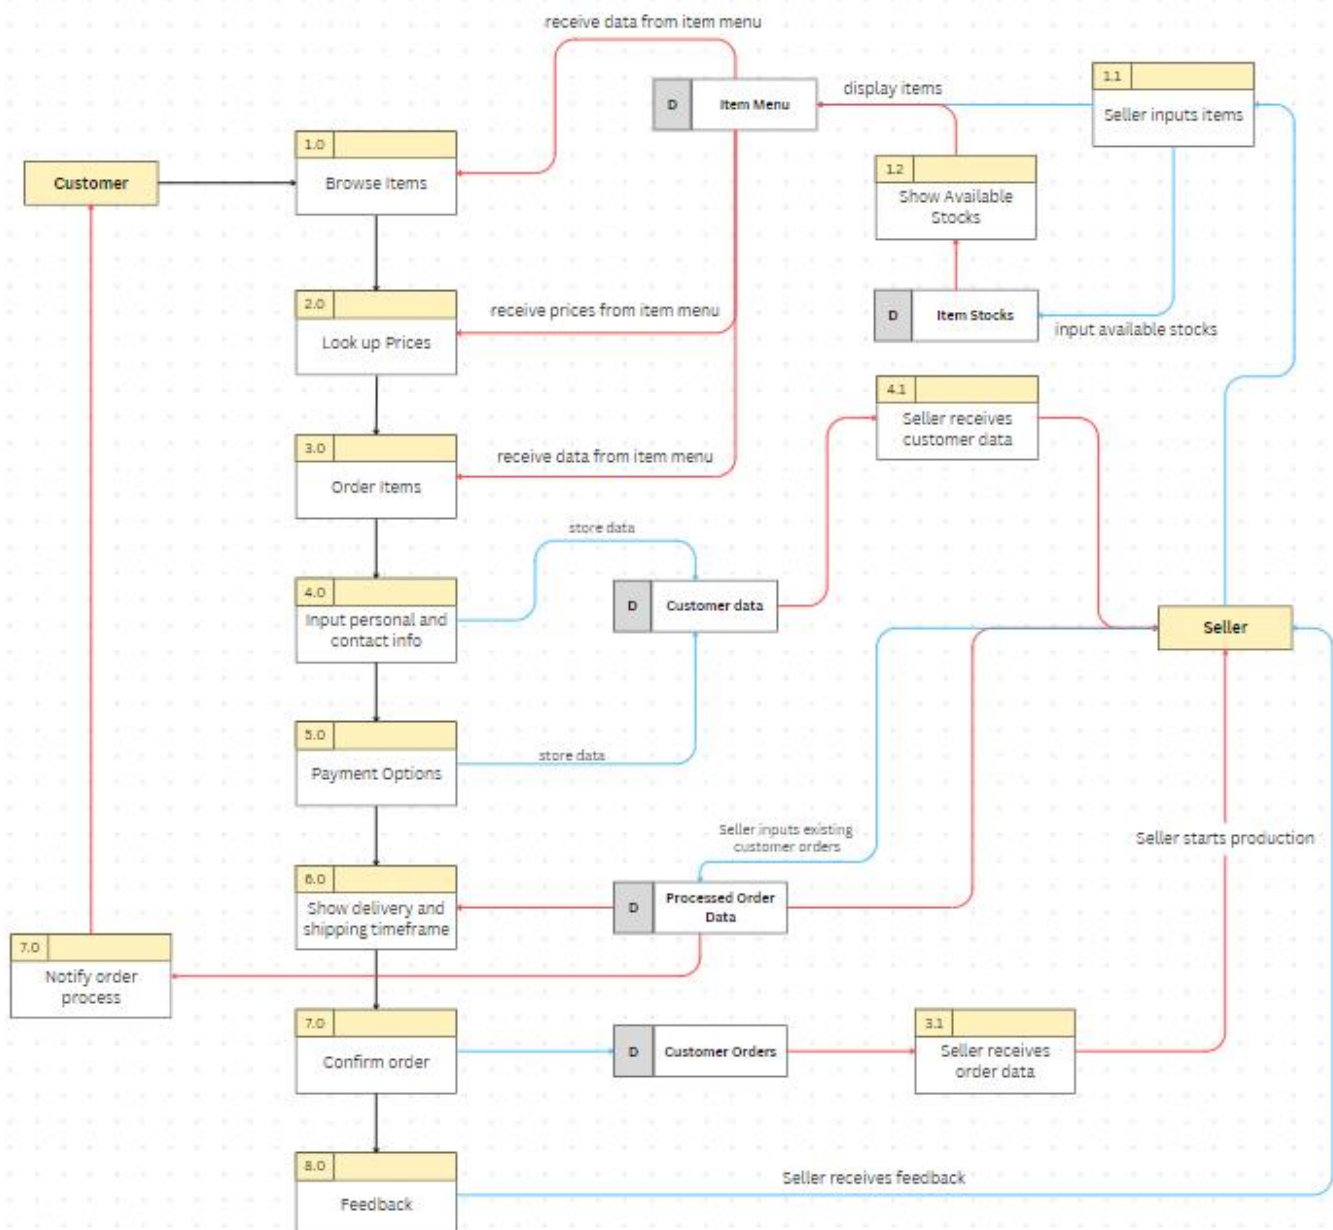 receive data from item menu
D
Item Menu
display items
1.1
Seller inputs items
1.0
Browse Items
Customer
1.2
Show Available
Stocks
2.0
Look up Prices
receive prices from item menu
D
Item Stocks
input available stocks
4.1
Seller receives
customer data
3.0
Order Items
receive data from item menu
store data
4.0
Input personal and
contact info
D
Customer data
Seller
5.0
Payment Options
store data
Seller inputs existing
customer orders
Seller starts production
6.0
Show delivery and
shipping timeframe
D
Processed Order
Data
7.0
Notify order
process
7.0
Confirm order
D
Customer Orders
3.1
Seller receives
order data
8.0
Feedback
Seller receives feedback